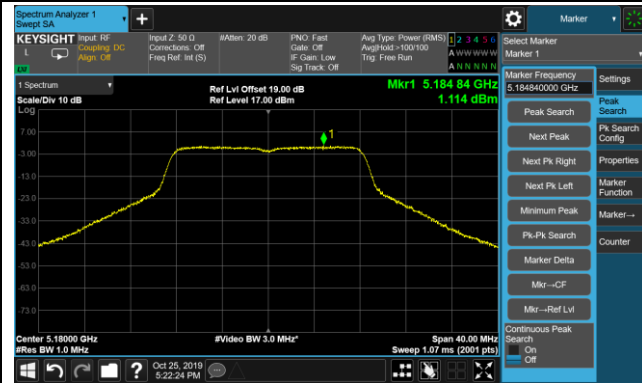 Spectrum Analyzer 1
Swept SA
Marker
KEYSIGHT
L
Input: RF
Coupling: DC
Align: Off
Input Z: 50 Ω
Corrections: Off
Freq Ref: Int (S)
#Atten: 20 dB
PNO: Fast
Gate: Off
IF Gain: Low
Sig Track: Off
Avg Type: Power (RMS)
Avg|Hold:>100/100
Trig: Free Run
1 2 3 4 5 6
A W W W W W
A N N N N N
Select Marker
Marker 1
1 Spectrum
Scale/Div 10 dB
Log
Ref Lvl Offset 19.00 dB
Ref Level 17.00 dBm
Mkr1 5.184 84 GHz
1.114 dBm
7.00
-3.00
-13.0
-23.0
-33.0
-43.0
-53.0
-63.0
-73.0
1
Center 5.18000 GHz
#Res BW 1.0 MHz
#Video BW 3.0 MHz*
Span 40.00 MHz
Sweep 1.07 ms (2001 pts)
Marker Frequency
5.184840000 GHz
Peak Search
Next Peak
Next Pk Right
Next Pk Left
Minimum Peak
Pk-Pk Search
Marker Delta
Mkr→CF
Mkr→Ref Lvl
Continuous Peak
Search
On
Off
Settings
Peak
Search
Pk Search
Config
Properties
Marker
Function
Marker→
Counter
Oct 25, 2019
5:22:24 PM